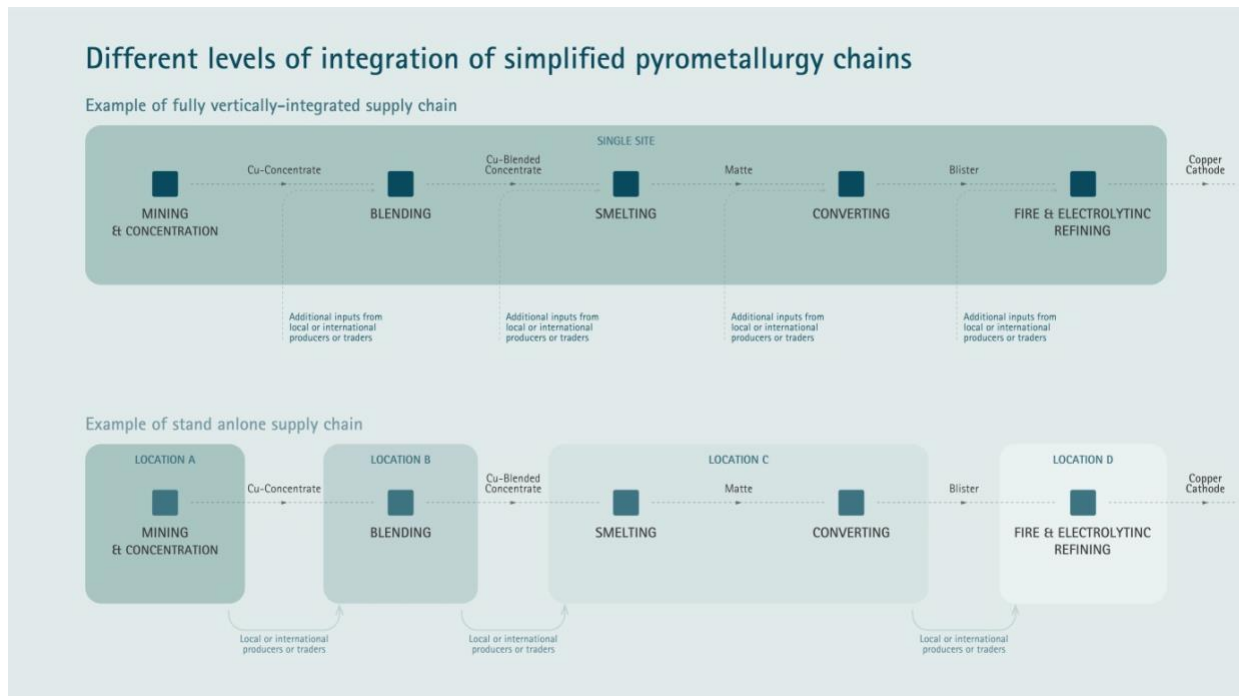 Different levels of integration of simplified pyrometallurgy chains
Example of fully vertically-integrated supply chain
SINGLE SITE
Cu-Concentrate
Cu-Blended
Concentrate
Matte
Blister
Copper
Cathode
MINING
& CONCENTRATION
BLENDING
SMELTING
CONVERTING
FIRE & ELECTROLYTINC
REFINING
Additional inputs from
local or international
producers or traders
Additional inputs from
local or international
producers or traders
Additional inputs from
local or international
producers or traders
Additional inputs from
local or international
producers or traders
Example of stand anlone supply chain
LOCATION A
LOCATION B
LOCATION C
LOCATION D
Cu-Concentrate
Cu-Blended
Concentrate
Matte
Blister
Copper
Cathode
MINING
& CONCENTRATION
BLENDING
SMELTING
CONVERTING
FIRE & ELECTROLYTINC
REFINING
Local or international
producers or traders
Local or international
producers or traders
Local or international
producers or traders